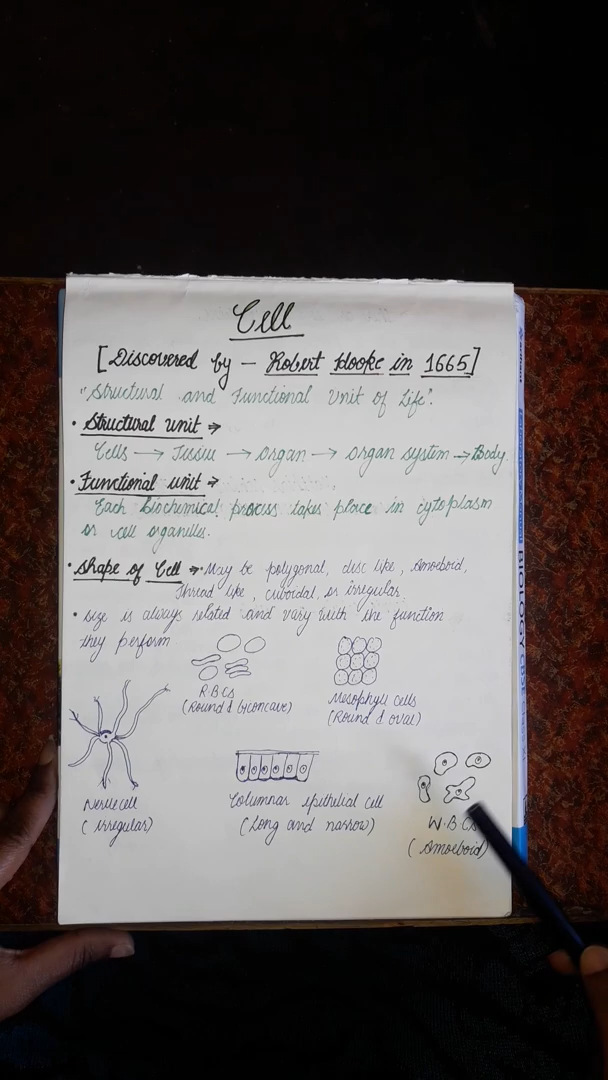 Cell
[Discovered by - Robert Hooke in 1665]
"Structural and Functional Unit of Life".
• Structural unit →
Cells → Tissue → organ → organ system → Body.
• Functional unit →
Each Biochemical process takes place in cytoplasm
or cell organelles.
• Shape of Cell → • May be polygonal, disc like, Amoeboid,
Thread like, cuboidal, or irregular.
• size is always related and vary with the function
they perform
RBCs
(Round & biconcave)
Mesophyll cells
(Round & oval)
Nerve cell
(irregular)
Columnar epithelial cell
(Long and narrow)
W.B.Cs
(Amoeboid)
BIOLOGY CBSE